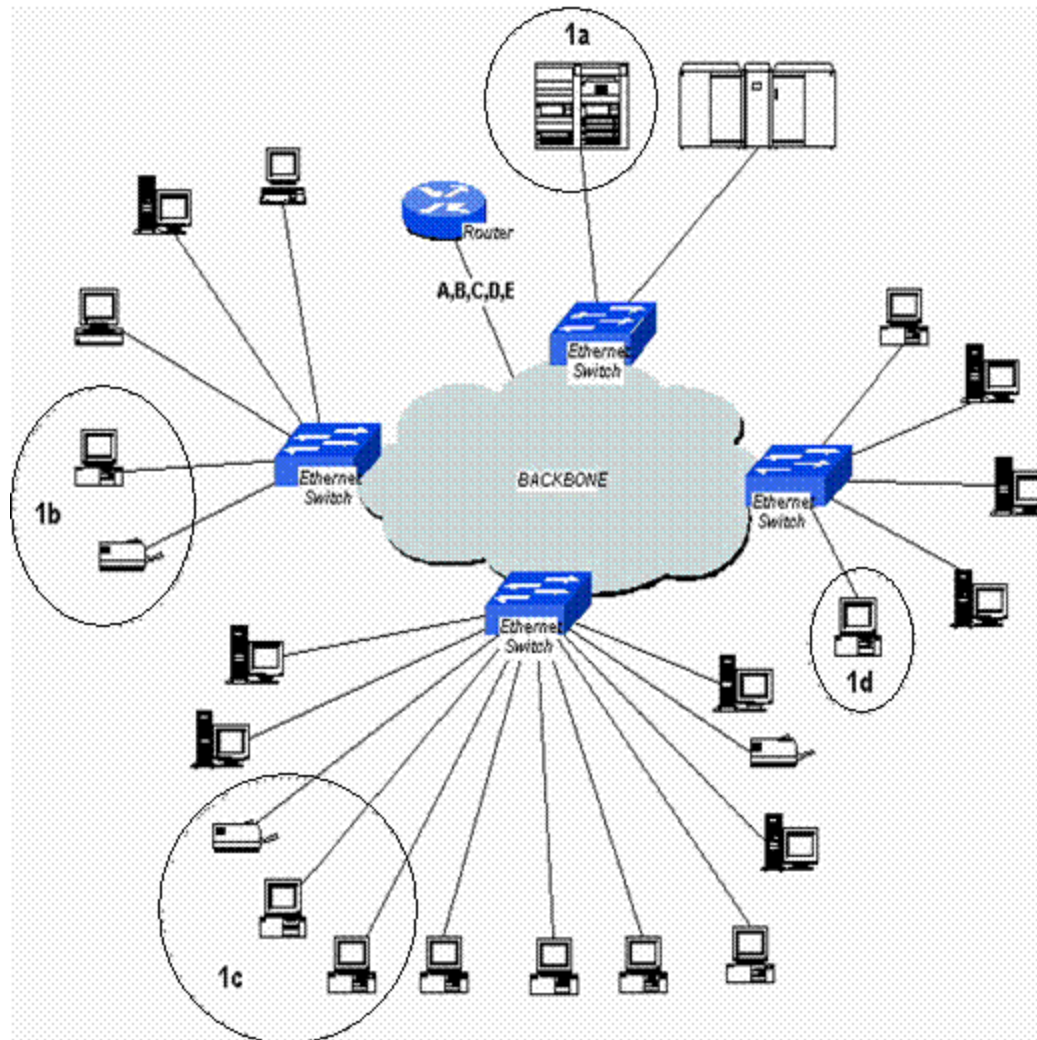 1a
Router
A,B,C,D,E
Ethernet
Switch
Ethernet
Switch
BACKBONE
Ethernet
Switch
1b
Ethernet
Switch
1d
1c